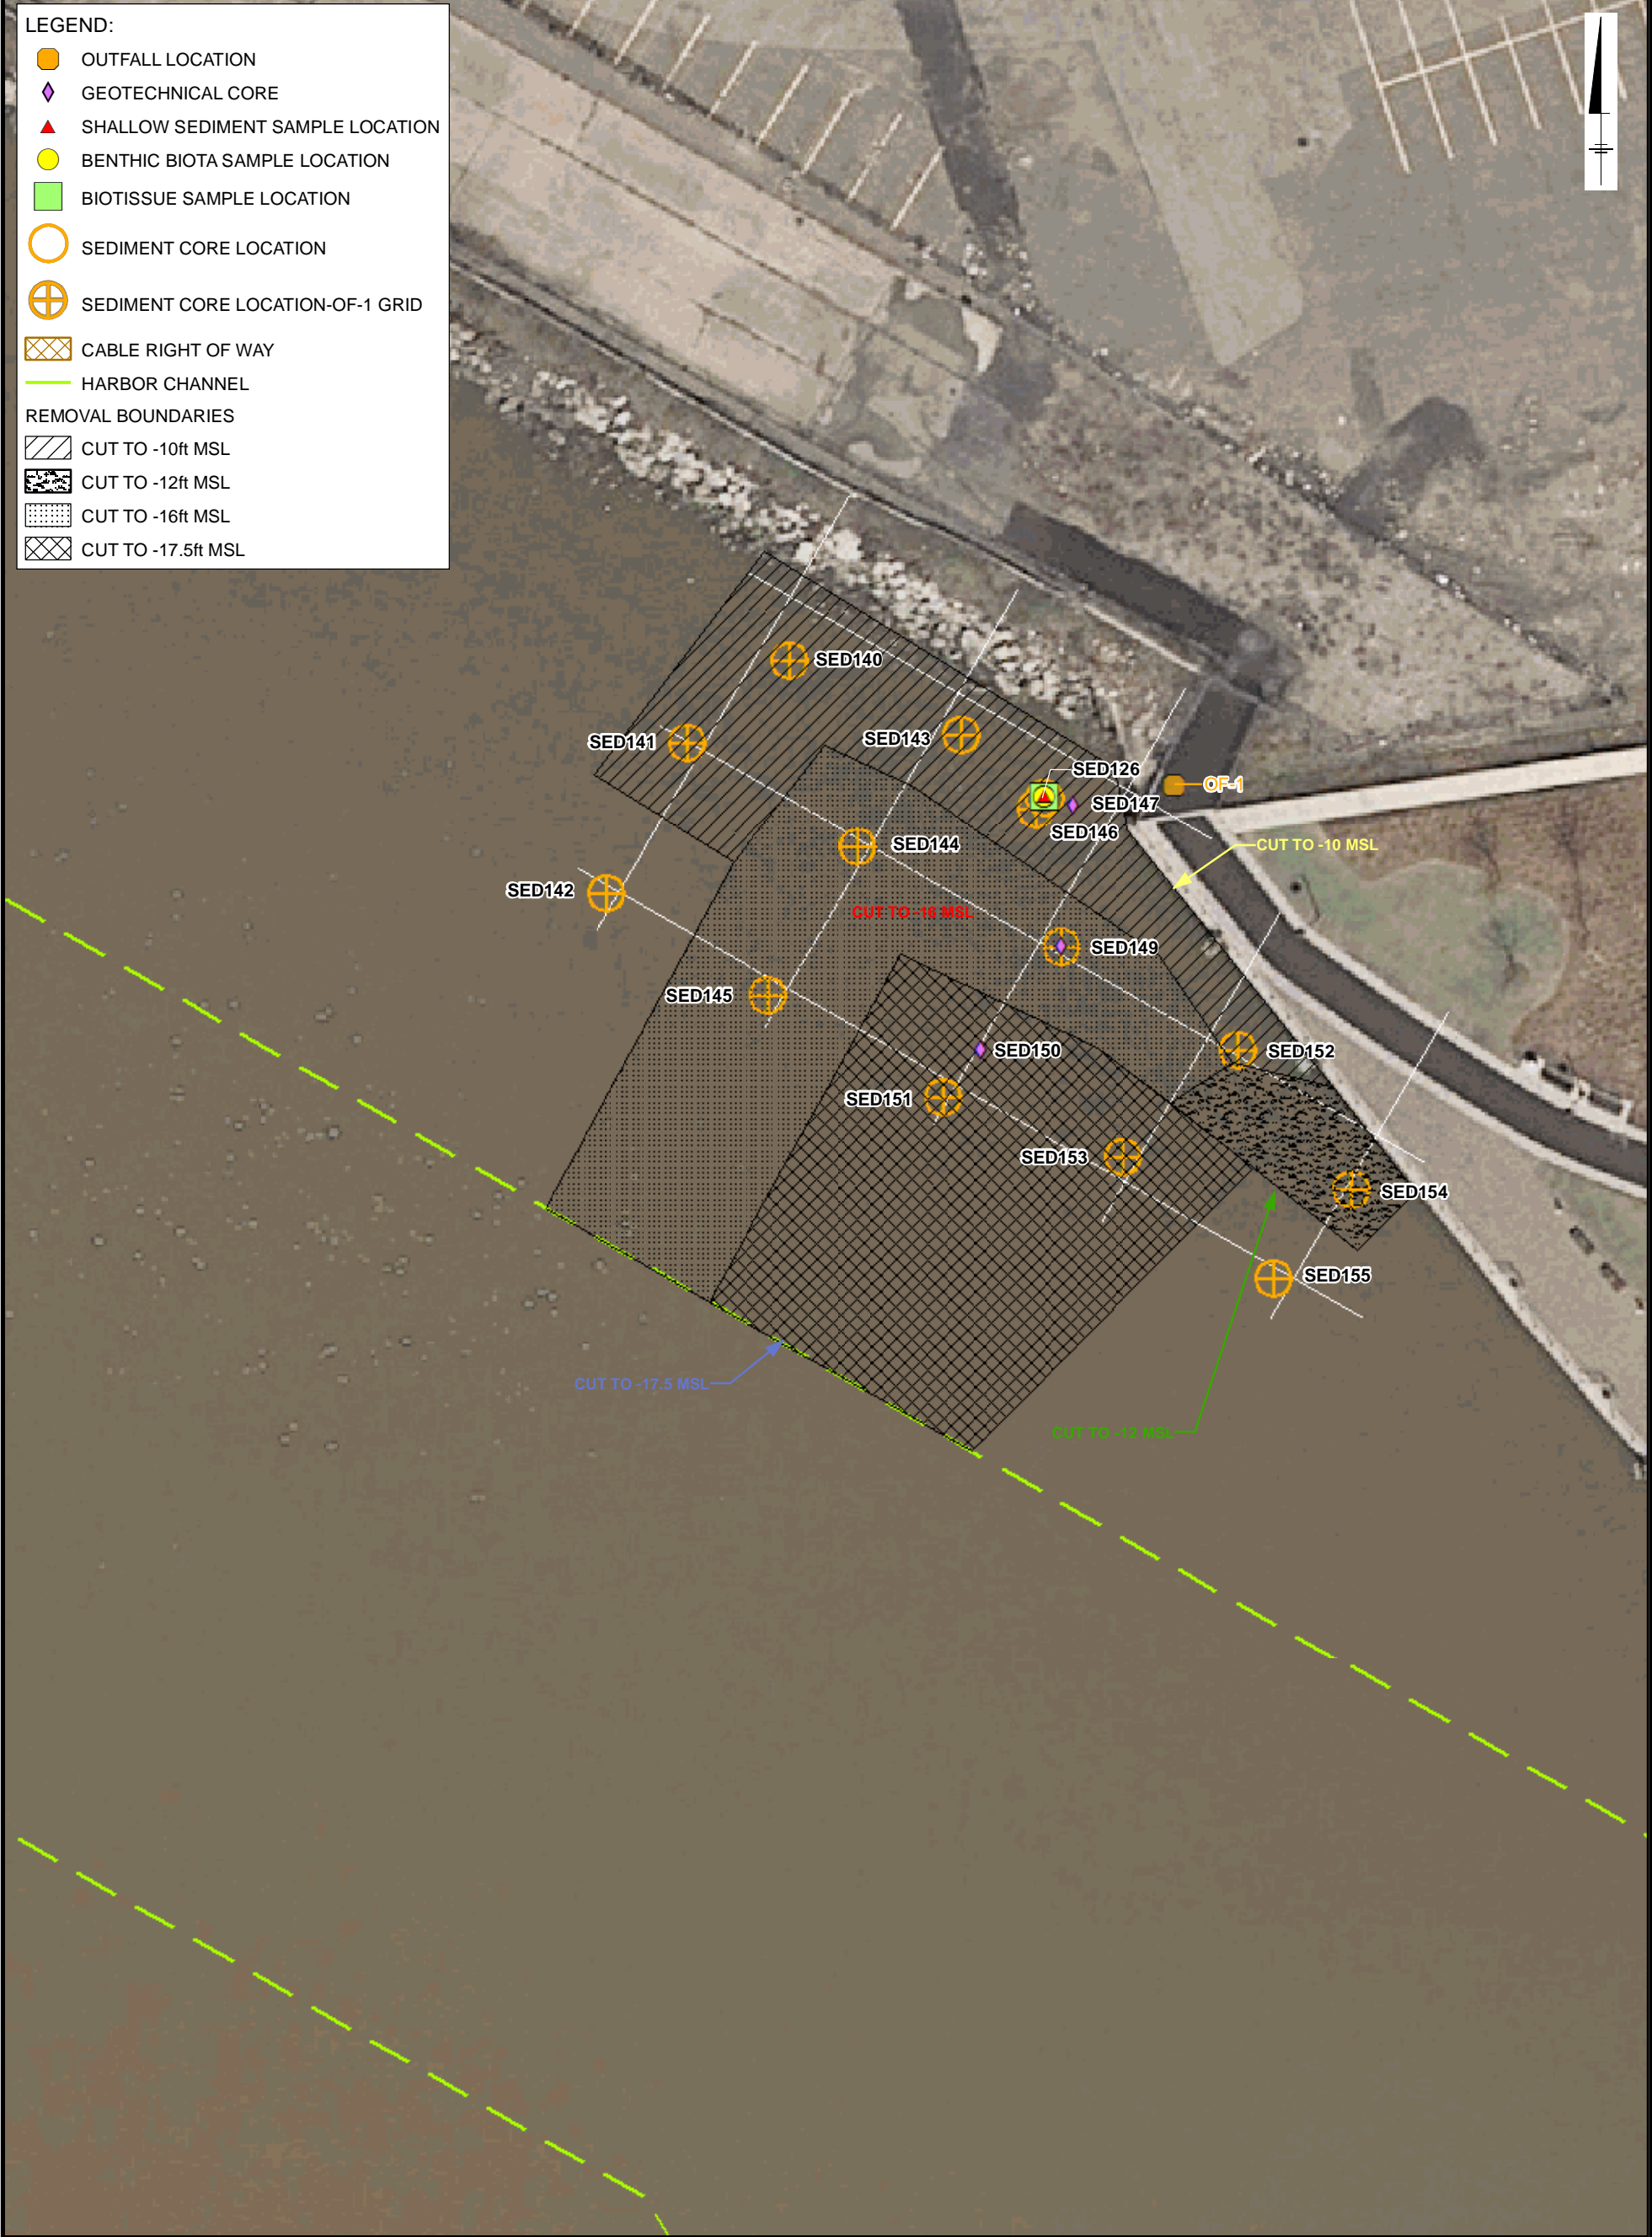 LEGEND:
OUTFALL LOCATION
GEOTECHNICAL CORE
SHALLOW SEDIMENT SAMPLE LOCATION
BENTHIC BIOTA SAMPLE LOCATION
BIOTISSUE SAMPLE LOCATION
SEDIMENT CORE LOCATION
SEDIMENT CORE LOCATION-OF-1 GRID
CABLE RIGHT OF WAY
HARBOR CHANNEL
REMOVAL BOUNDARIES
CUT TO -10ft MSL
CUT TO -12ft MSL
CUT TO -16ft MSL
CUT TO -17.5ft MSL
SED140
SED141
SED143
SED126
OF-1
SED147
SED146
SED144
CUT TO -10 MSL
SED142
CUT TO -16 MSL
SED149
SED145
SED150
SED152
SED151
SED153
SED154
SED155
CUT TO -17.5 MSL
CUT TO -12 MSL